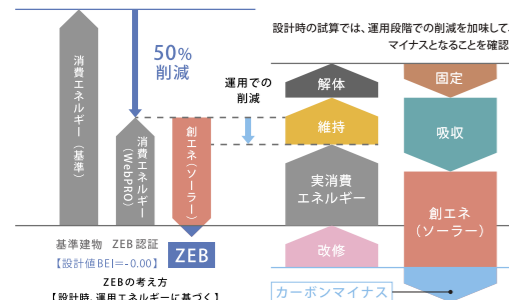 設計時の試算では、運用段階での削減を加味して
マイナスとなることを確認
50%
削減
運用での
削減
消費エネルギー（基準）
消費エネルギー
（WebPRO）
創エネ（ソーラー）
解体
維持
実消費
エネルギー
改修
固定
吸収
創エネ
（ソーラー）
基準建物 ZEB認証
【設計値BEI=-0.00】
ZEB
ZEBの考え方
【設計時、運用エネルギーに基づく】
カーボンマイナス